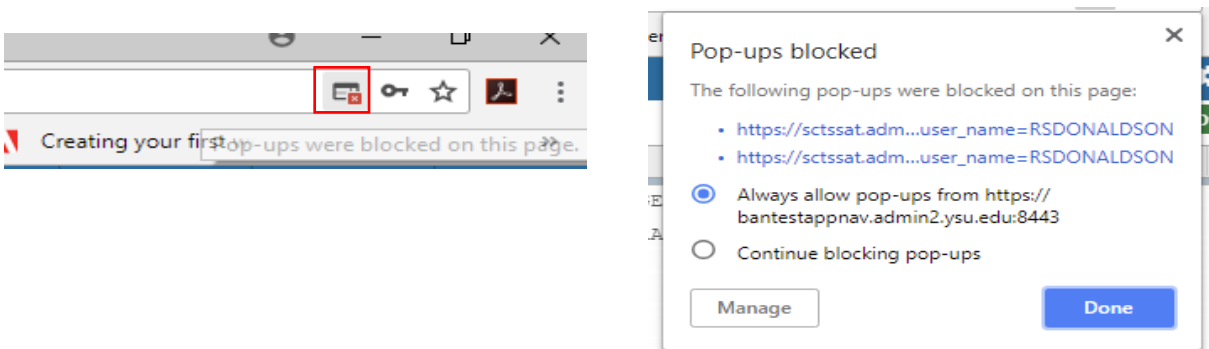 Creating your first
Pop-ups were blocked on this page.
Pop-ups blocked
The following pop-ups were blocked on this page:
• https://sctssat.adm...user_name=RSDONALDSON
• https://sctssat.adm...user_name=RSDONALDSON
Always allow pop-ups from https://
bantestappnav.admin2.ysu.edu:8443
Continue blocking pop-ups
Manage
Done